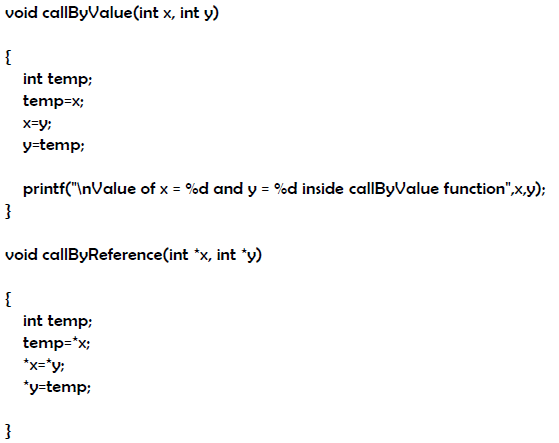 void callByValue(int x, int y)
{
int temp;
temp=x;
x=y;
y=temp;
printf("\nValue of x = %d and y = %d inside callByValue function",x,y);
}
void callByReference(int *x, int *y)
{
int temp;
temp=*x;
*x=*y;
*y=temp;
}